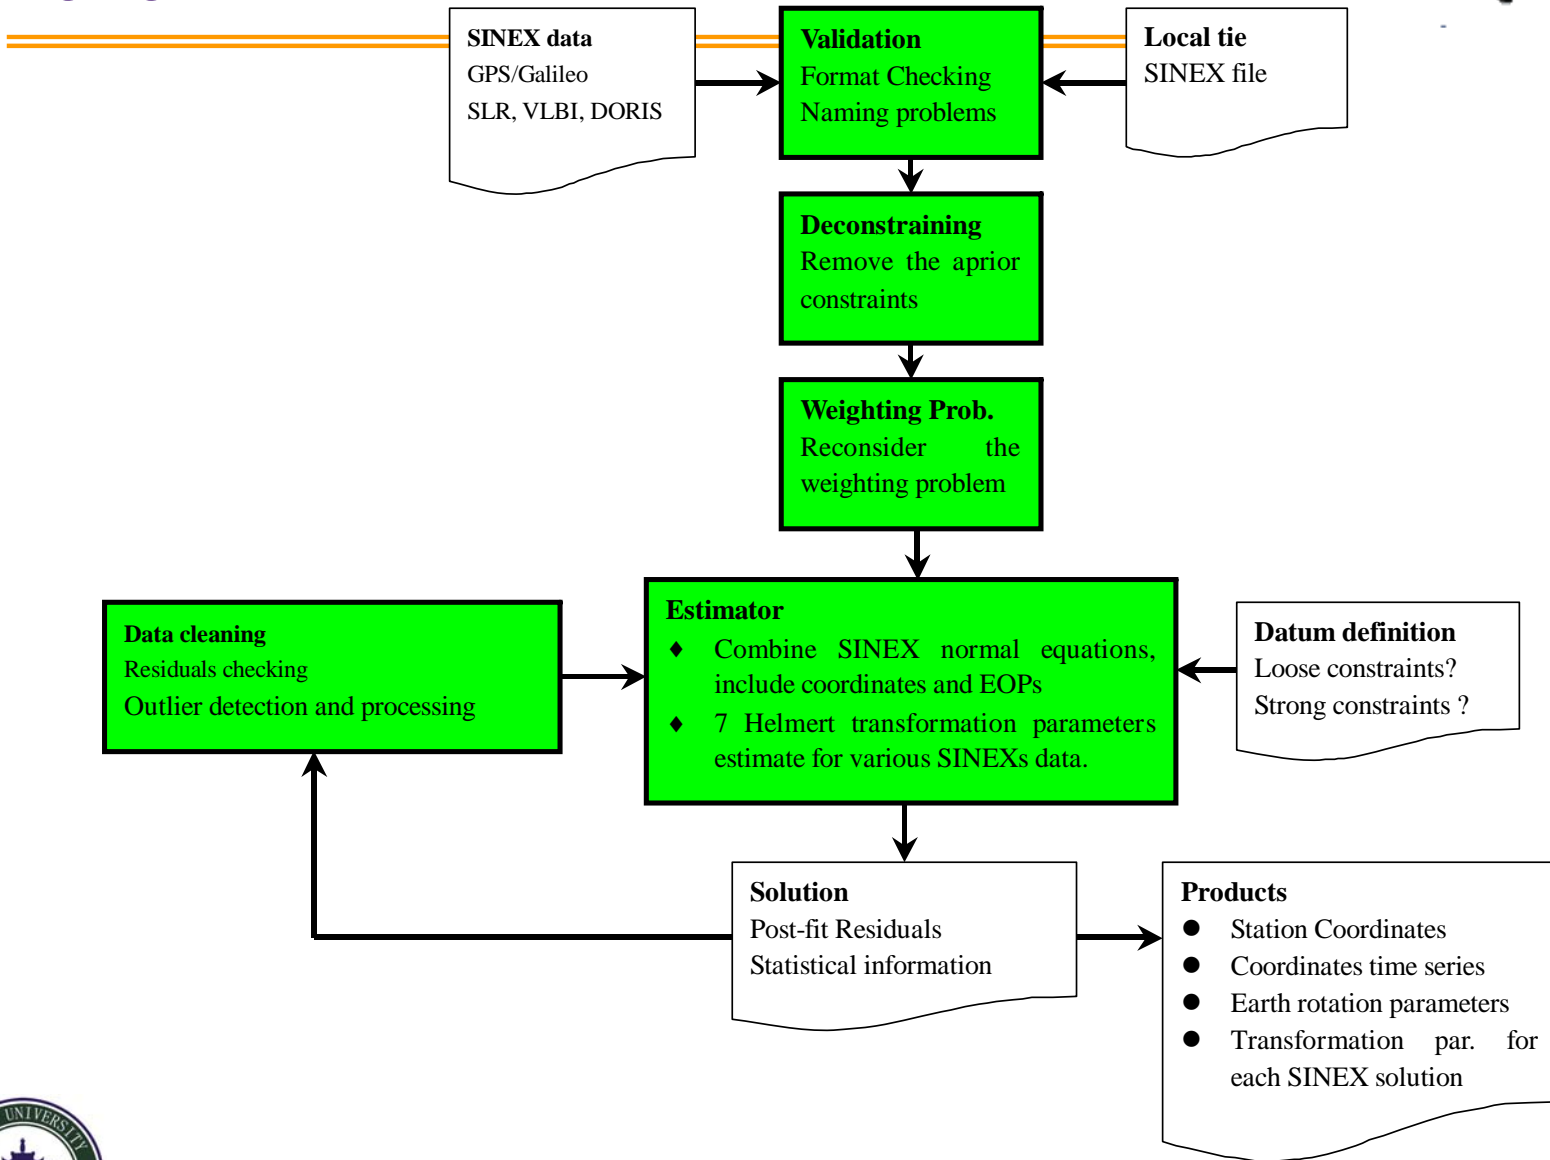 SINEX data
GPS/Galileo
SLR, VLBI, DORIS
Validation
Format Checking
Naming problems
Local tie
SINEX file
Deconstraining
Remove the aprior
constraints
Weighting Prob.
Reconsider the
weighting problem
Data cleaning
Residuals checking
Outlier detection and processing
Estimator
♦ Combine SINEX normal equations,
include coordinates and EOPs
♦ 7 Helmert transformation parameters
estimate for various SINEXs data.
Datum definition
Loose constraints?
Strong constraints ?
Solution
Post-fit Residuals
Statistical information
Products
● Station Coordinates
● Coordinates time series
● Earth rotation parameters
● Transformation par. for
each SINEX solution
UNIVERSITY